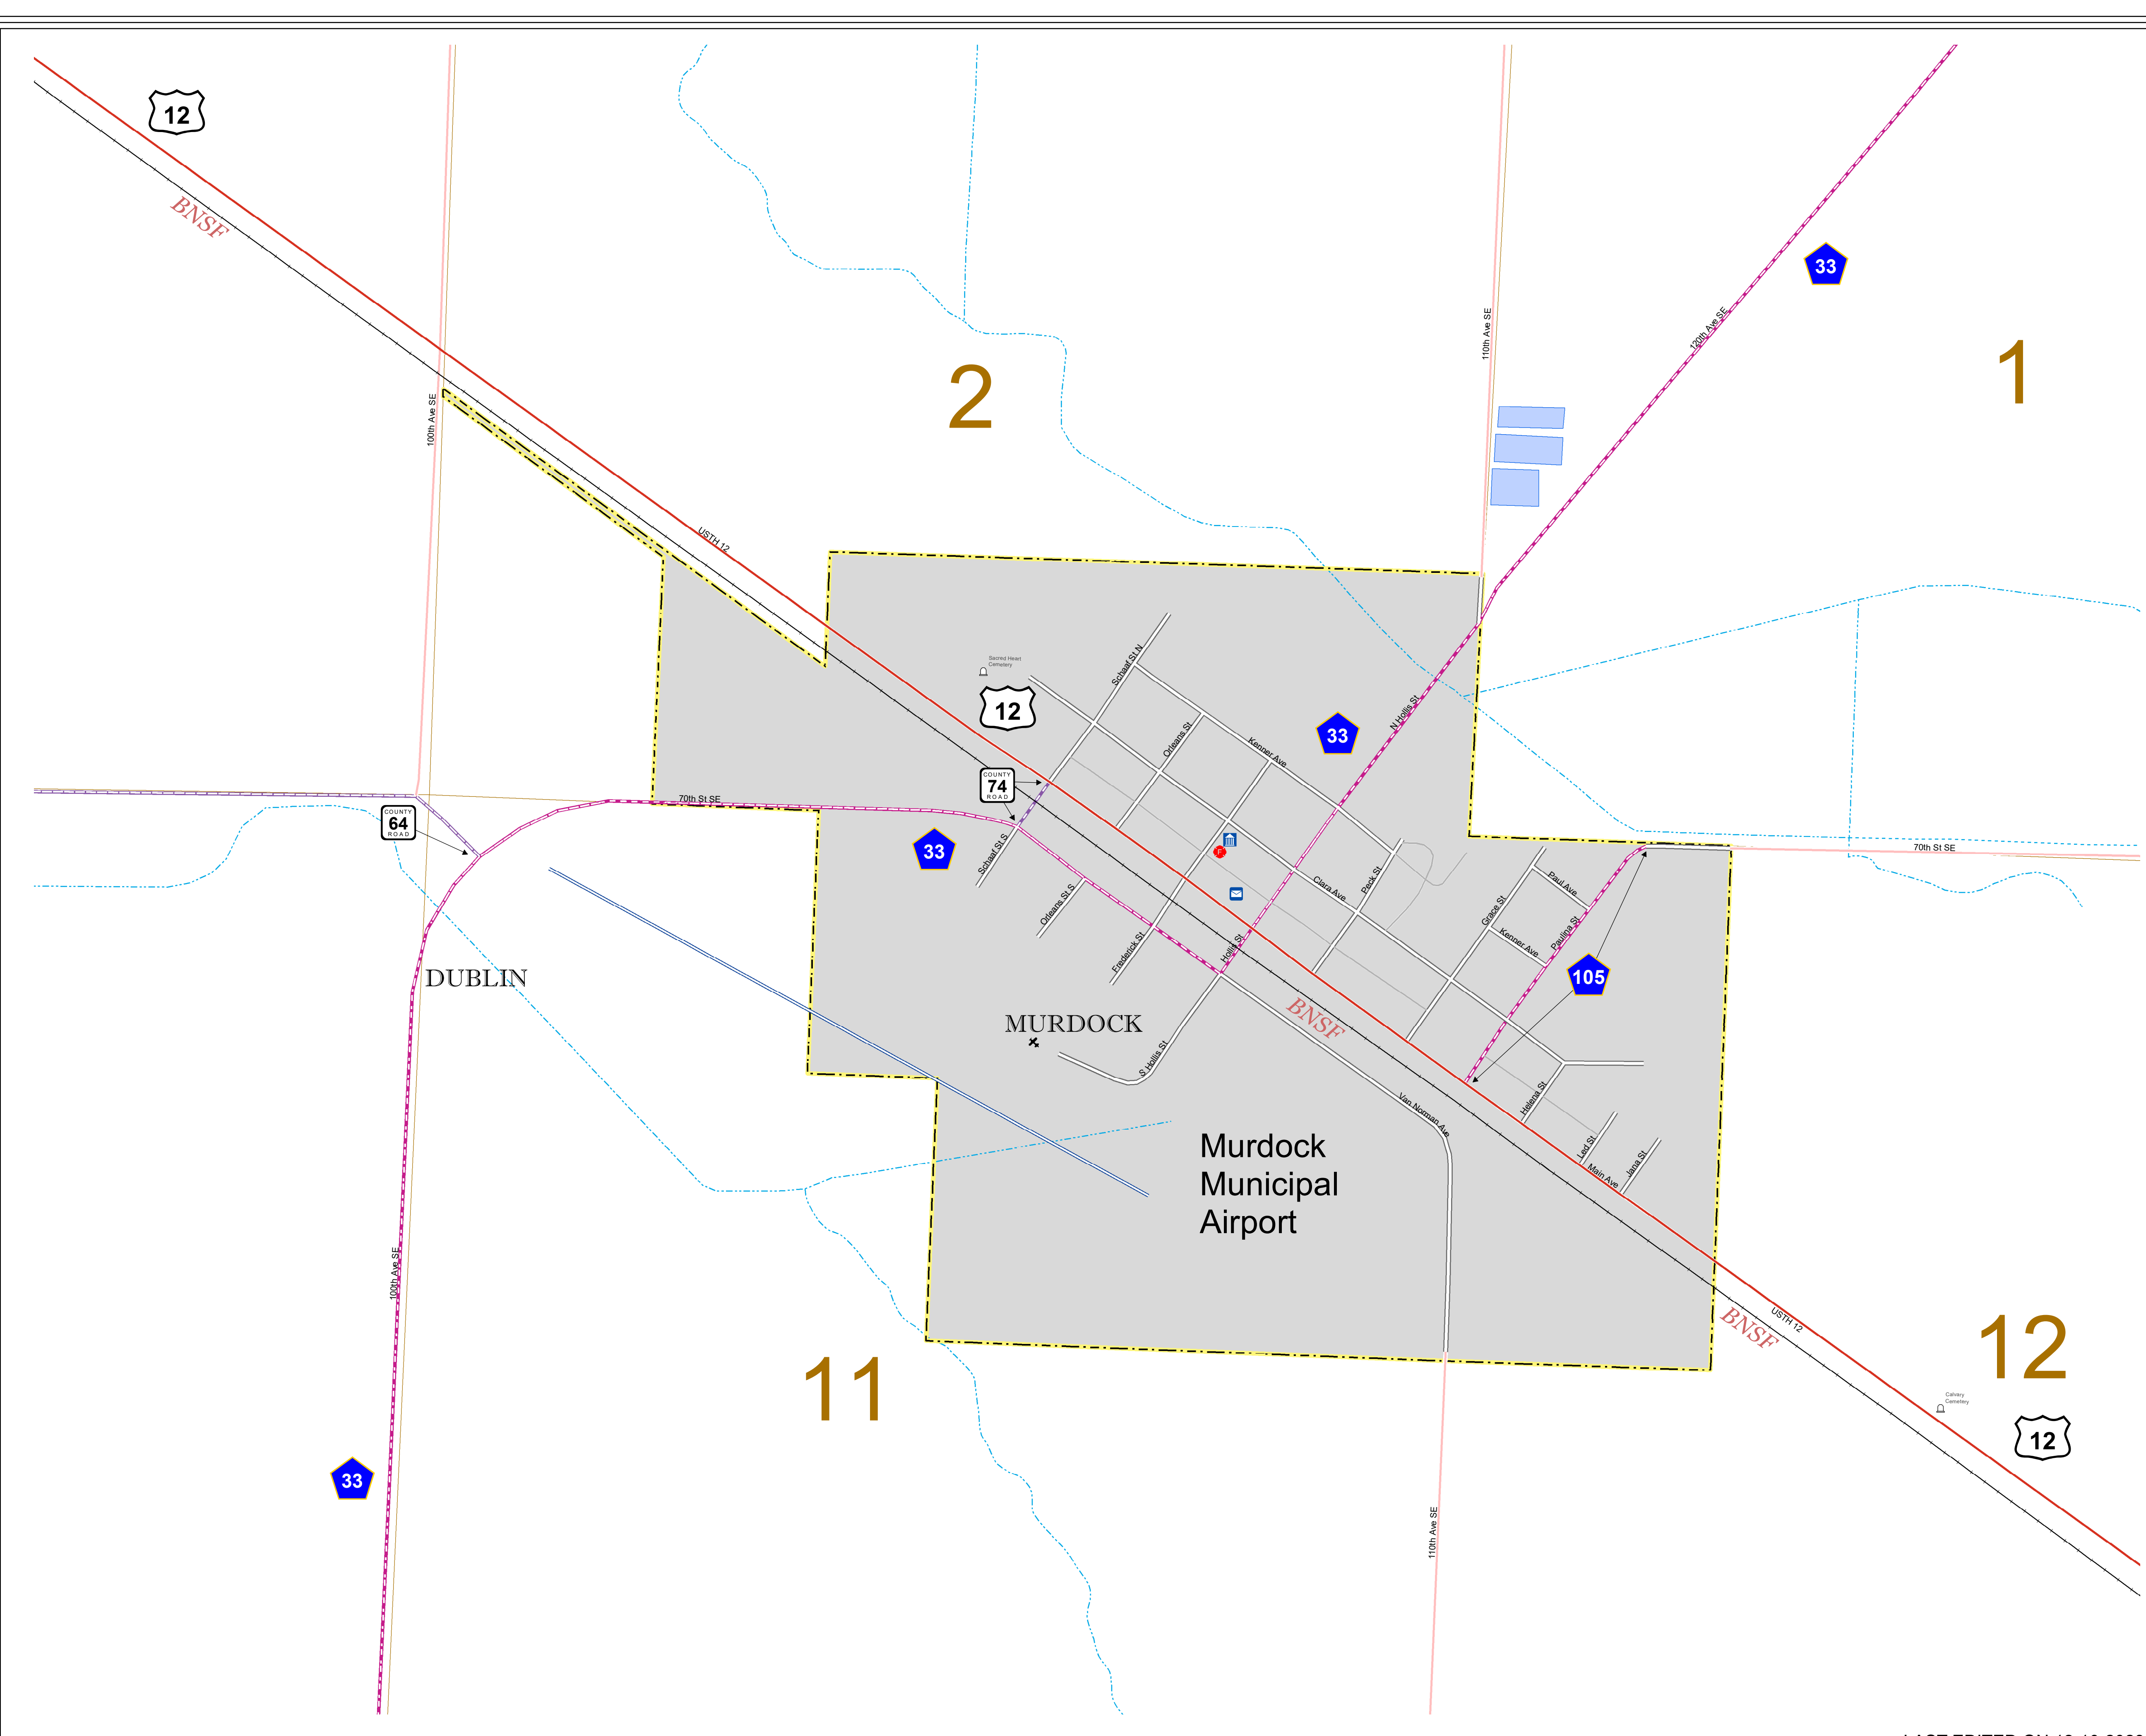 12
BNSF
33
110th Ave SE
120th Ave SE
1
2
100th Ave SE
USTH 12
Sacred Heart
Cemetery
Schaaf St N
12
Orleans St
Kenner Ave
33
N Hollis St
COUNTY
74
ROAD
70th St SE
COUNTY
64
ROAD
33
Schaaf St S
F
70th St SE
Clara Ave
Peck St
Paul Ave
Grace St
Orleans St S
Kenner Ave
Paulina St
Frederick St
Hollis St
DUBLIN
105
MURDOCK
BNSF
S Hollis St
Van Norman Ave
Helena St
Led St
Main Ave
Jana St
Murdock
Municipal
Airport
100th Ave SE
USTH 12
BNSF
12
11
Calvary
Cemetery
12
33
110th Ave SE